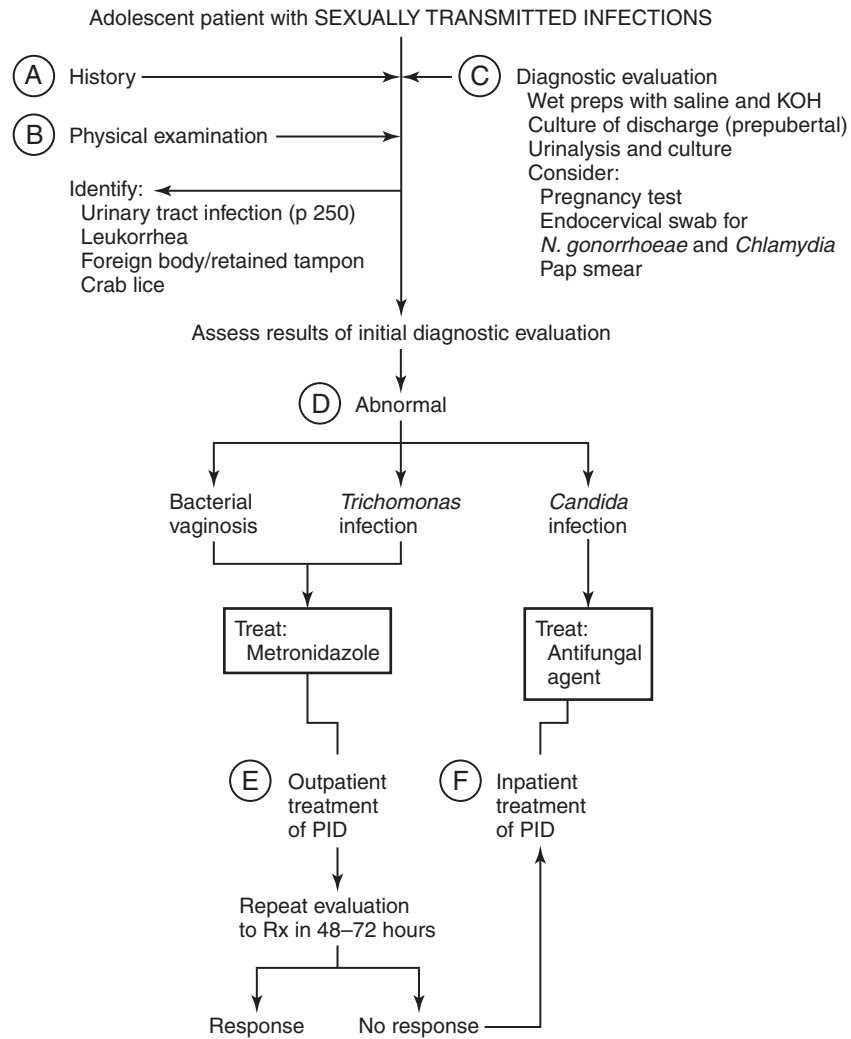 Adolescent patient with SEXUALLY TRANSMITTED INFECTIONS
A History
B Physical examination
C Diagnostic evaluation
Wet preps with saline and KOH
Culture of discharge (prepubertal)
Urinalysis and culture
Consider:
Pregnancy test
Endocervical swab for
N. gonorrhoeae and Chlamydia
Pap smear
Identify:
Urinary tract infection (p 250)
Leukorrhea
Foreign body/retained tampon
Crab lice
Assess results of initial diagnostic evaluation
D Abnormal
Bacterial
vaginosis
Trichomonas
infection
Candida
infection
Treat:
Metronidazole
Treat:
Antifungal
agent
E Outpatient
treatment
of PID
F Inpatient
treatment
of PID
Repeat evaluation
to Rx in 48–72 hours
Response
No response